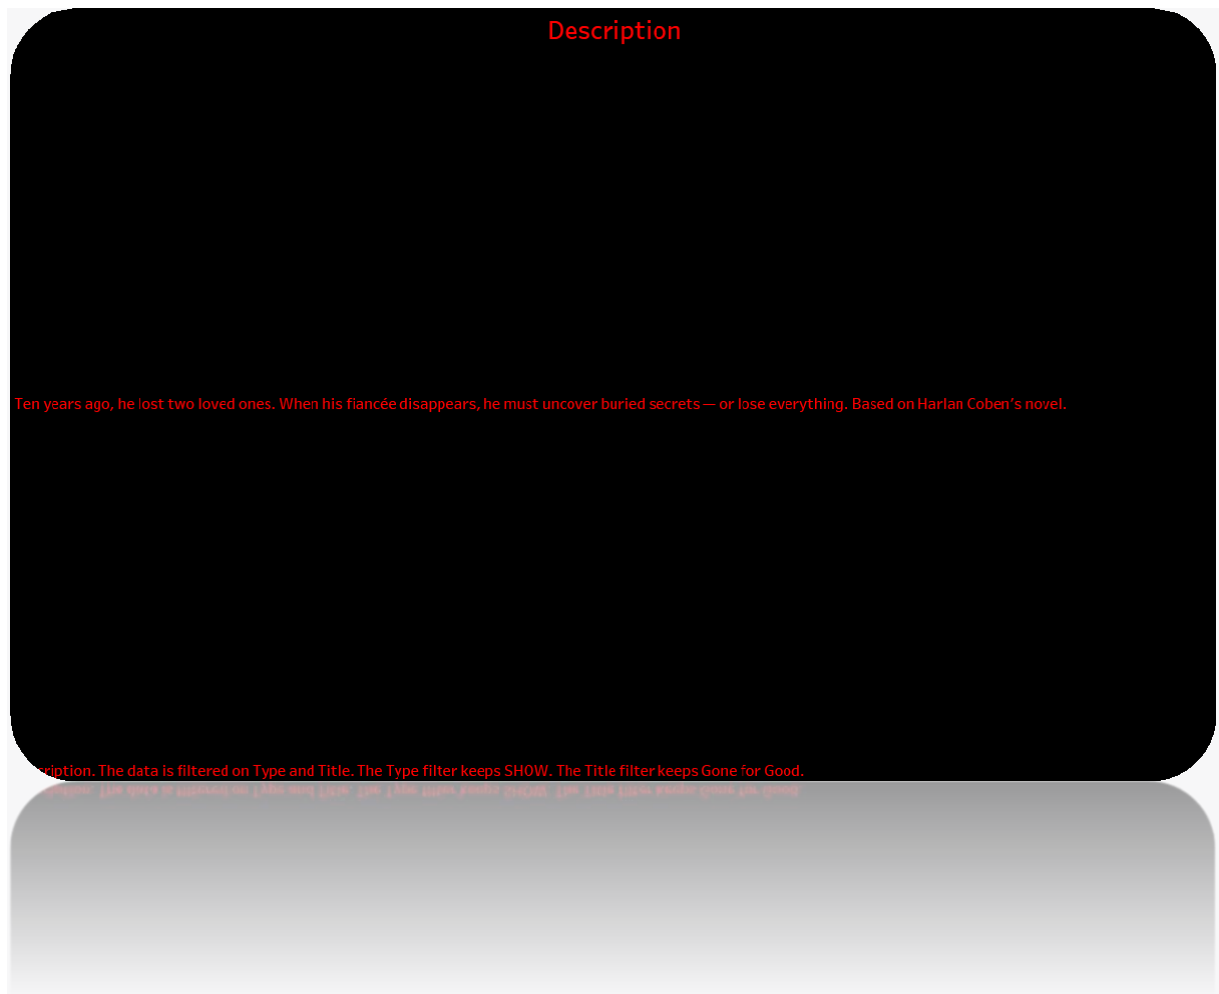 Description
Ten years ago, he lost two loved ones. When his fiancée disappears, he must uncover buried secrets — or lose everything. Based on Harlan Coben's novel.
The data is filtered on Type and Title. The Type filter keeps SHOW. The Title filter keeps Gone for Good.